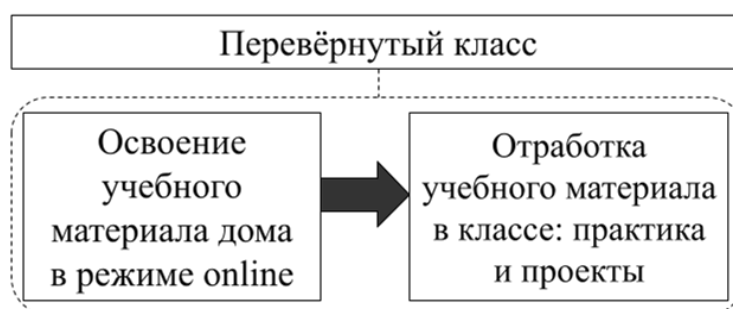 Перевёрнутый класс
Освоение
учебного
материала дома
в режиме online
Отработка
учебного материала
в классе: практика
и проекты